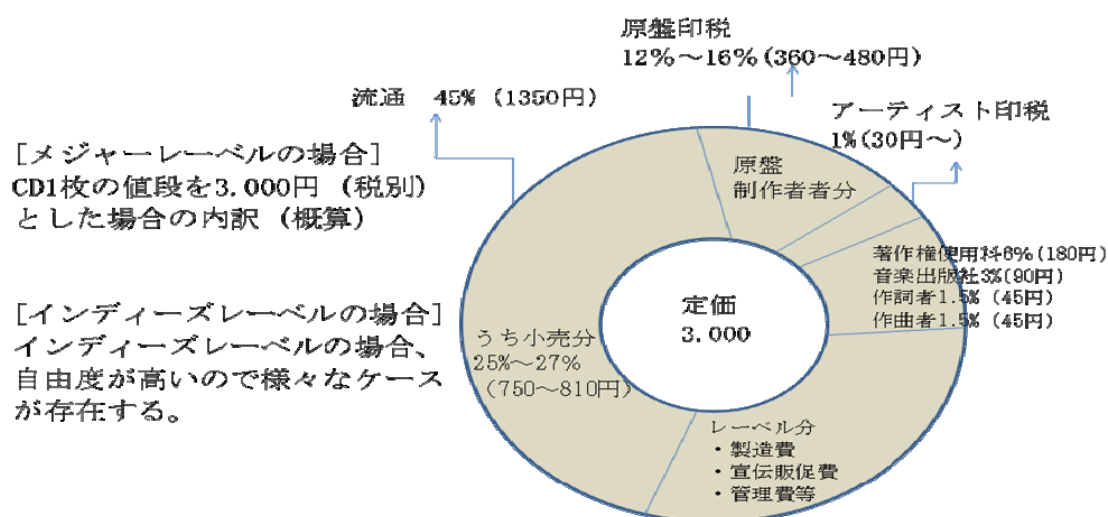 原盤印税
12%～16%(360～480円)
流通　45%（1350円）
アーティスト印税
1%(30円～)
[メジャーレーベルの場合]
CD1枚の値段を3.000円（税別）
とした場合の内訳（概算）
原盤
制作者者分
著作権使用料6%(180円)
音楽出版社3%(90円)
作詞者1.5%（45円）
作曲者1.5%（45円）
定価
3.000
[インディーズレーベルの場合]
インディーズレーベルの場合、
自由度が高いので様々なケース
が存在する。
うち小売分
25%～27%
（750～810円）
レーベル分
・製造費
・宣伝販促費
・管理費等